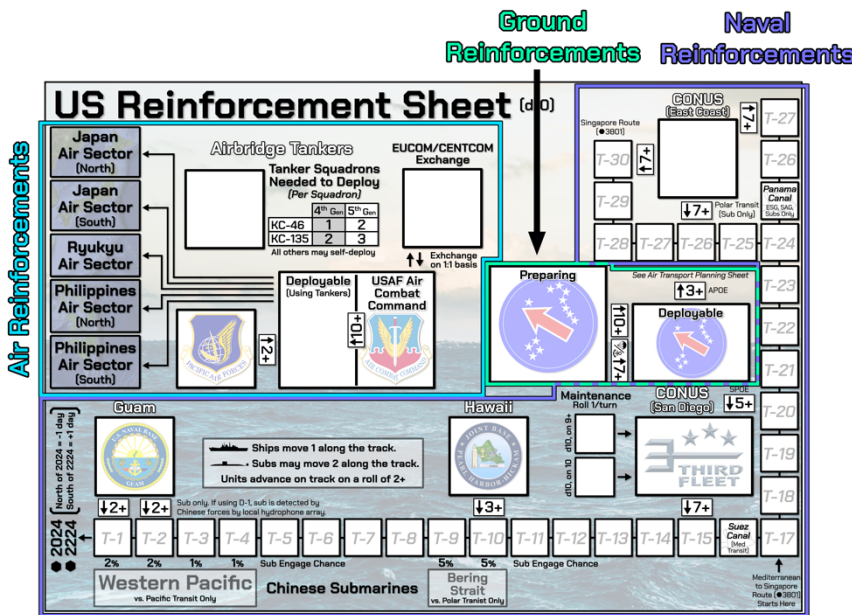 Ground
Reinforcements
Naval
Reinforcements
Air Reinforcements
US Reinforcement Sheet (d10)
Japan
Air Sector
(North)
Japan
Air Sector
(South)
Ryukyu
Air Sector
Philippines
Air Sector
(North)
Philippines
Air Sector
(South)
Airbridge Tankers
Tanker Squadrons
Needed to Deploy
(Per Squadron)
4th Gen 5th Gen
KC-46 1 2
KC-135 2 3
All others may self-deploy
EUCOM/CENTCOM
Exchange
↑↓ Exhchange
on 1:1 basis
Deployable
(Using Tankers)
USAF Air
Combat
Command
↑10+
AIR COMBAT COMMAND
PACIFIC AIR FORCES
↑2+
Preparing
↑10+
↑7+
See Air Transport Planning Sheet
↑3+ APOE
Deployable
CONUS
(East Coast)
↑7+
Singapore Route
(⬢3801)
↑7+
↓7+
Polar Transit
(Sub Only)
T-30
T-29
T-28
T-27
T-26
T-25
T-24
T-27
T-26
Panama
Canal
ESG, SAG,
Subs Only
T-23
T-22
T-21
T-20
T-19
T-18
T-17
SPOE
↓5+
CONUS
(San Diego)
THIRD
FLEET
↓7+
Maintenance
Roll 1/turn
d10, on 9+
d10, on 10
Guam
U.S. NAVAL BASE
GUAM
↓2+
↓2+
Sub only. If using D-1, sub is detected by
Chinese forces by local hydrophone array.
Ships move 1 along the track.
Subs may move 2 along the track.
Units advance on track on a roll of 2+
Hawaii
JOINT BASE
PEARL HARBOR-HICKAM
↓3+
North of 2024 = -1 day
South of 2224 = +1 day
⬢ 2024
⬢ 2224
T-1
T-2
T-3
T-4
T-5
T-6
T-7
T-8
T-9
T-10
T-11
T-12
T-13
T-14
T-15
Suez
Canal
(Med
Transit)
2% 2% 1% 1% Sub Engage Chance 5% 5% Sub Engage Chance
Western Pacific
vs. Pacific Transit Only
Chinese Submarines
Bering
Strait
vs. Polar Tranist Only
Mediterranean
to Singapore
Route (⬢3801)
Starts Here